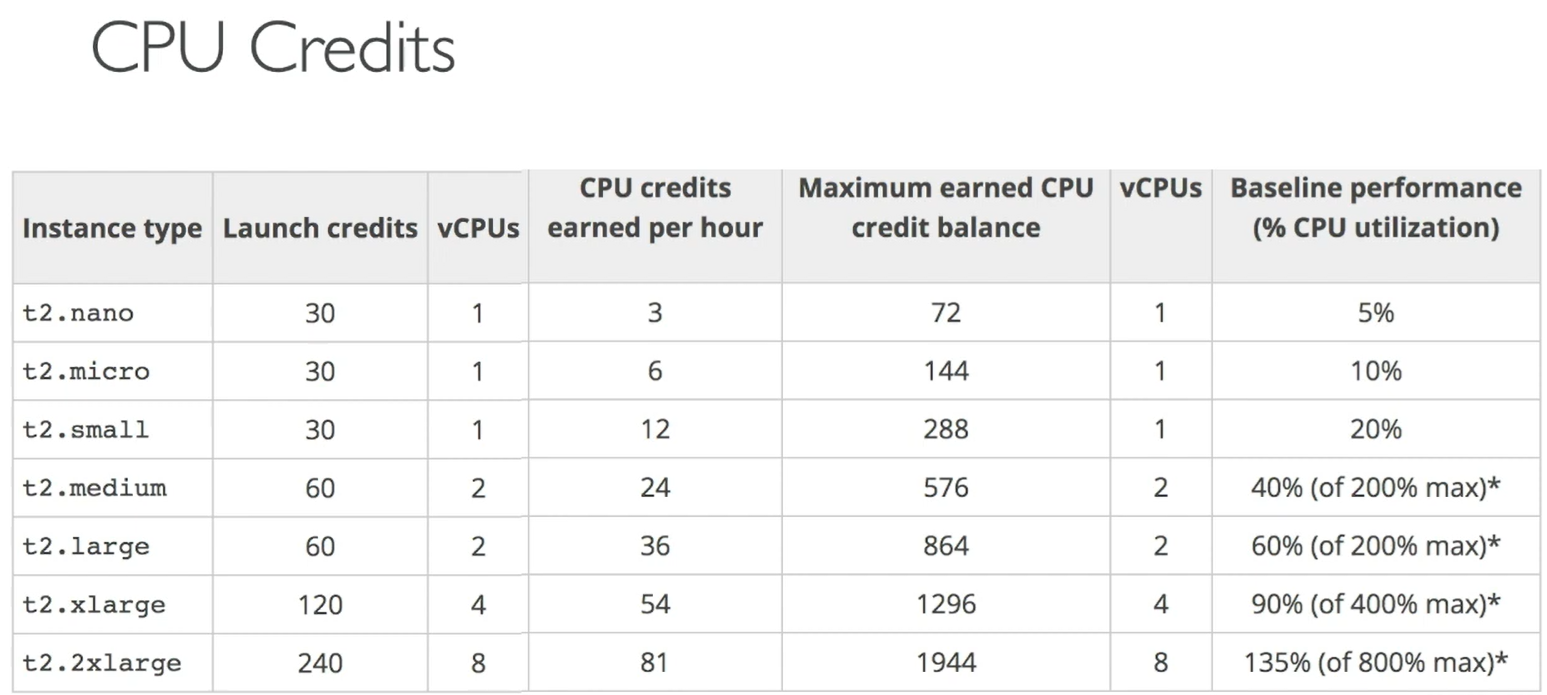 CPU Credits
Instance type Launch credits vCPUs CPU credits earned per hour Maximum earned CPU credit balance vCPUs Baseline performance (% CPU utilization)
t2.nano 30 1 3 72 1 5%
t2.micro 30 1 6 144 1 10%
t2.small 30 1 12 288 1 20%
t2.medium 60 2 24 576 2 40% (of 200% max)*
t2.large 60 2 36 864 2 60% (of 200% max)*
t2.xlarge 120 4 54 1296 4 90% (of 400% max)*
t2.2xlarge 240 8 81 1944 8 135% (of 800% max)*